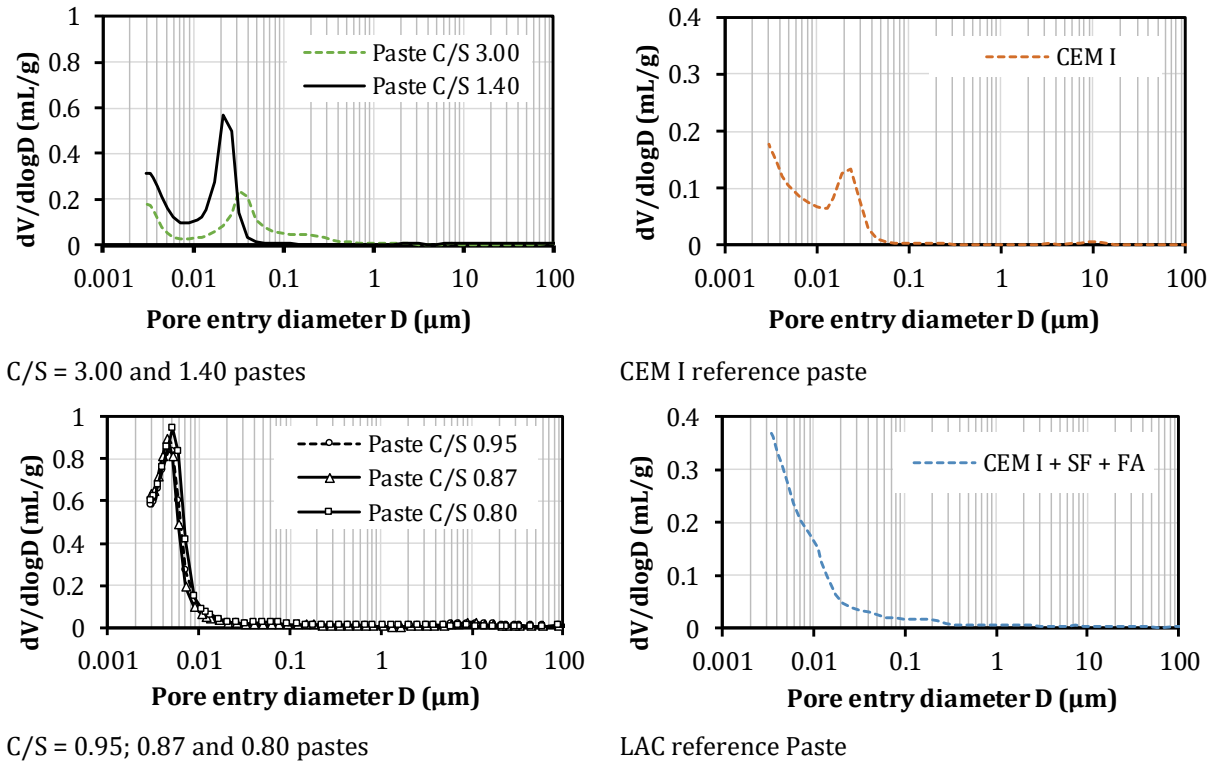 dV/dlogD (mL/g)
1
0.8
0.6
0.4
0.2
0
Paste C/S 3.00
Paste C/S 1.40
0.001 0.01 0.1 1 10 100
Pore entry diameter D (μm)
C/S = 3.00 and 1.40 pastes
dV/dlogD (mL/g)
0.4
0.3
0.2
0.1
0
CEM I
0.001 0.01 0.1 1 10 100
Pore entry diameter D (μm)
CEM I reference paste
dV/dlogD (mL/g)
1
0.8
0.6
0.4
0.2
0
Paste C/S 0.95
Paste C/S 0.87
Paste C/S 0.80
0.001 0.01 0.1 1 10 100
Pore entry diameter D (μm)
C/S = 0.95; 0.87 and 0.80 pastes
dV/dlogD (mL/g)
0.4
0.3
0.2
0.1
0
CEM I + SF + FA
0.001 0.01 0.1 1 10 100
Pore entry diameter D (μm)
LAC reference Paste